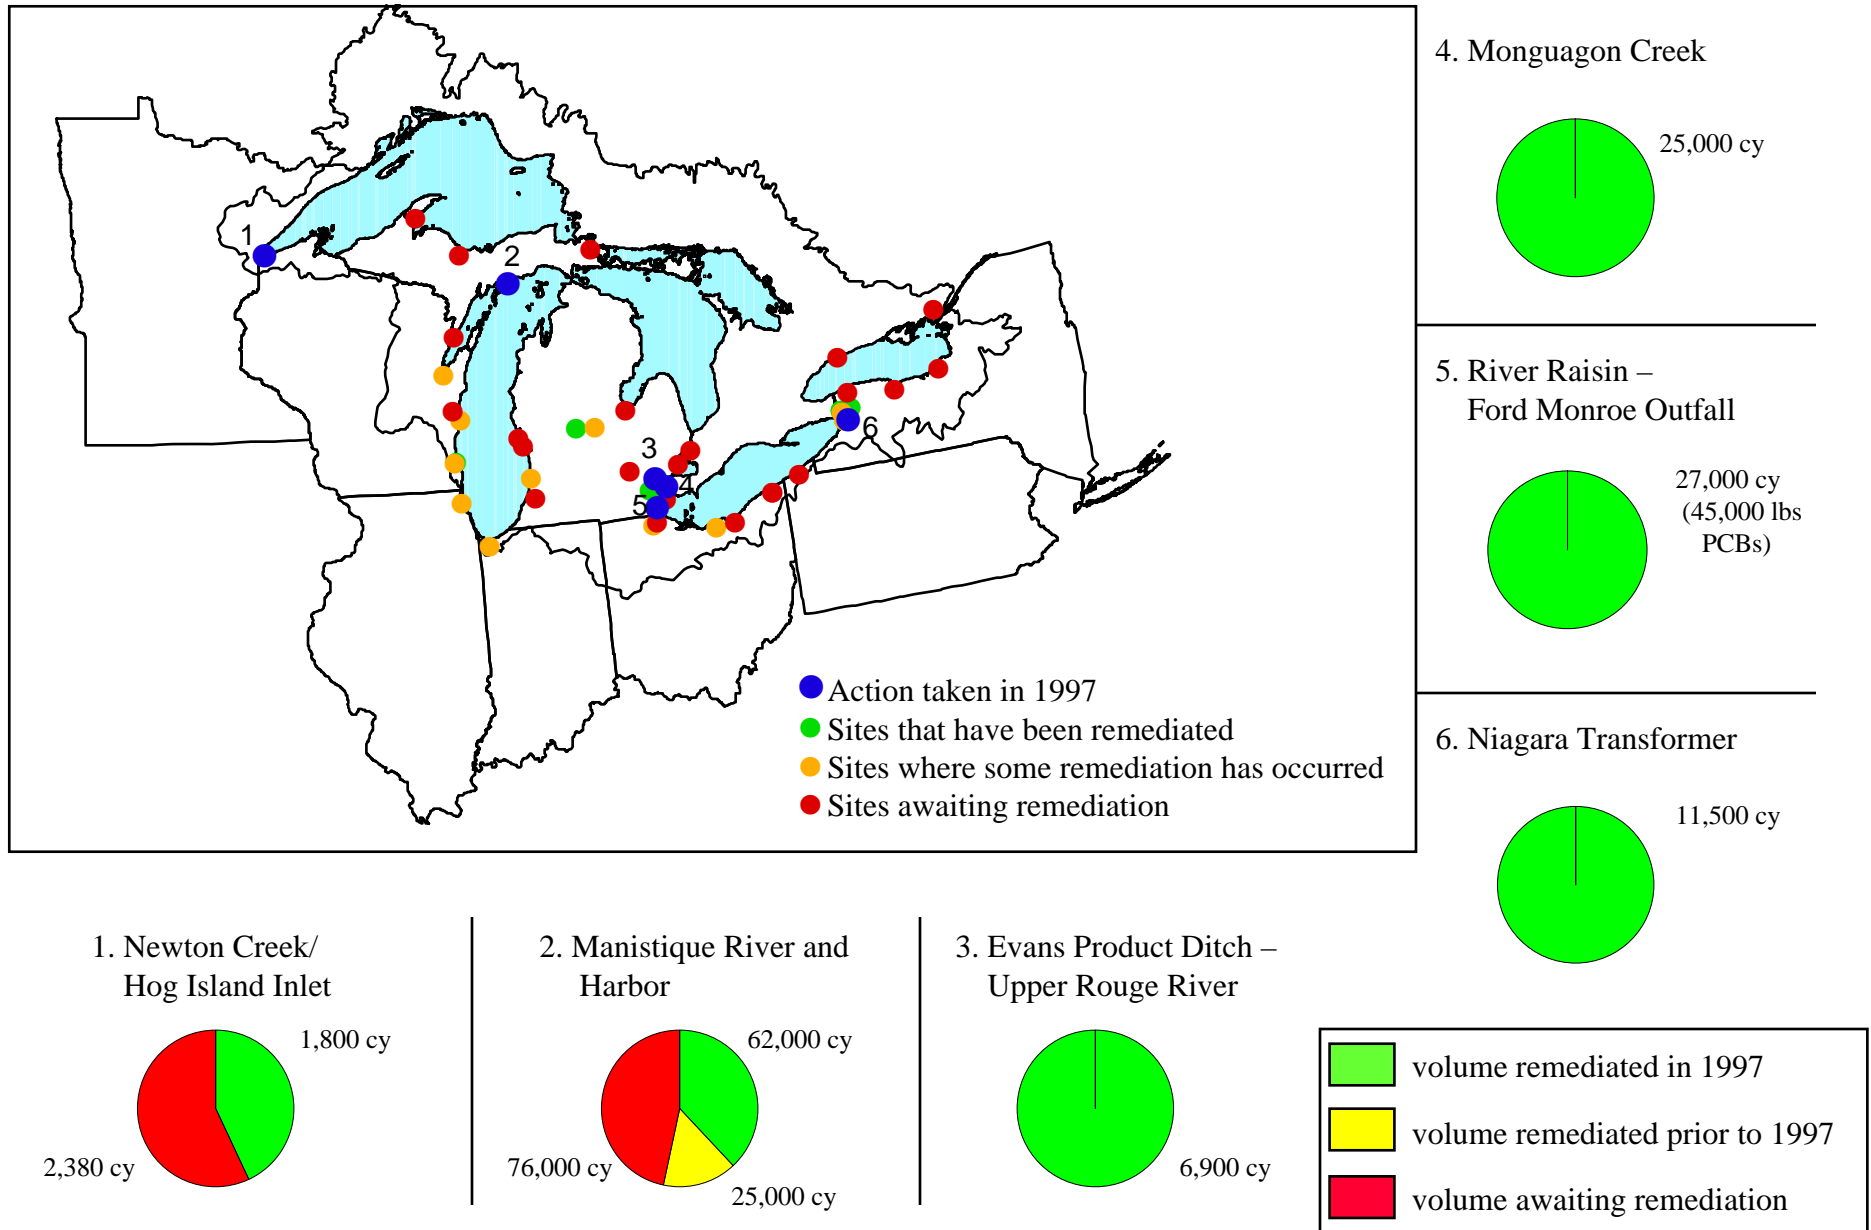 1
2
3
4
5
6
Action taken in 1997
Sites that have been remediated
Sites where some remediation has occurred
Sites awaiting remediation
4. Monguagon Creek
25,000 cy
5. River Raisin –
Ford Monroe Outfall
27,000 cy
(45,000 lbs
PCBs)
6. Niagara Transformer
11,500 cy
1. Newton Creek/
Hog Island Inlet
1,800 cy
2,380 cy
2. Manistique River and
Harbor
62,000 cy
76,000 cy
25,000 cy
3. Evans Product Ditch –
Upper Rouge River
6,900 cy
volume remediated in 1997
volume remediated prior to 1997
volume awaiting remediation